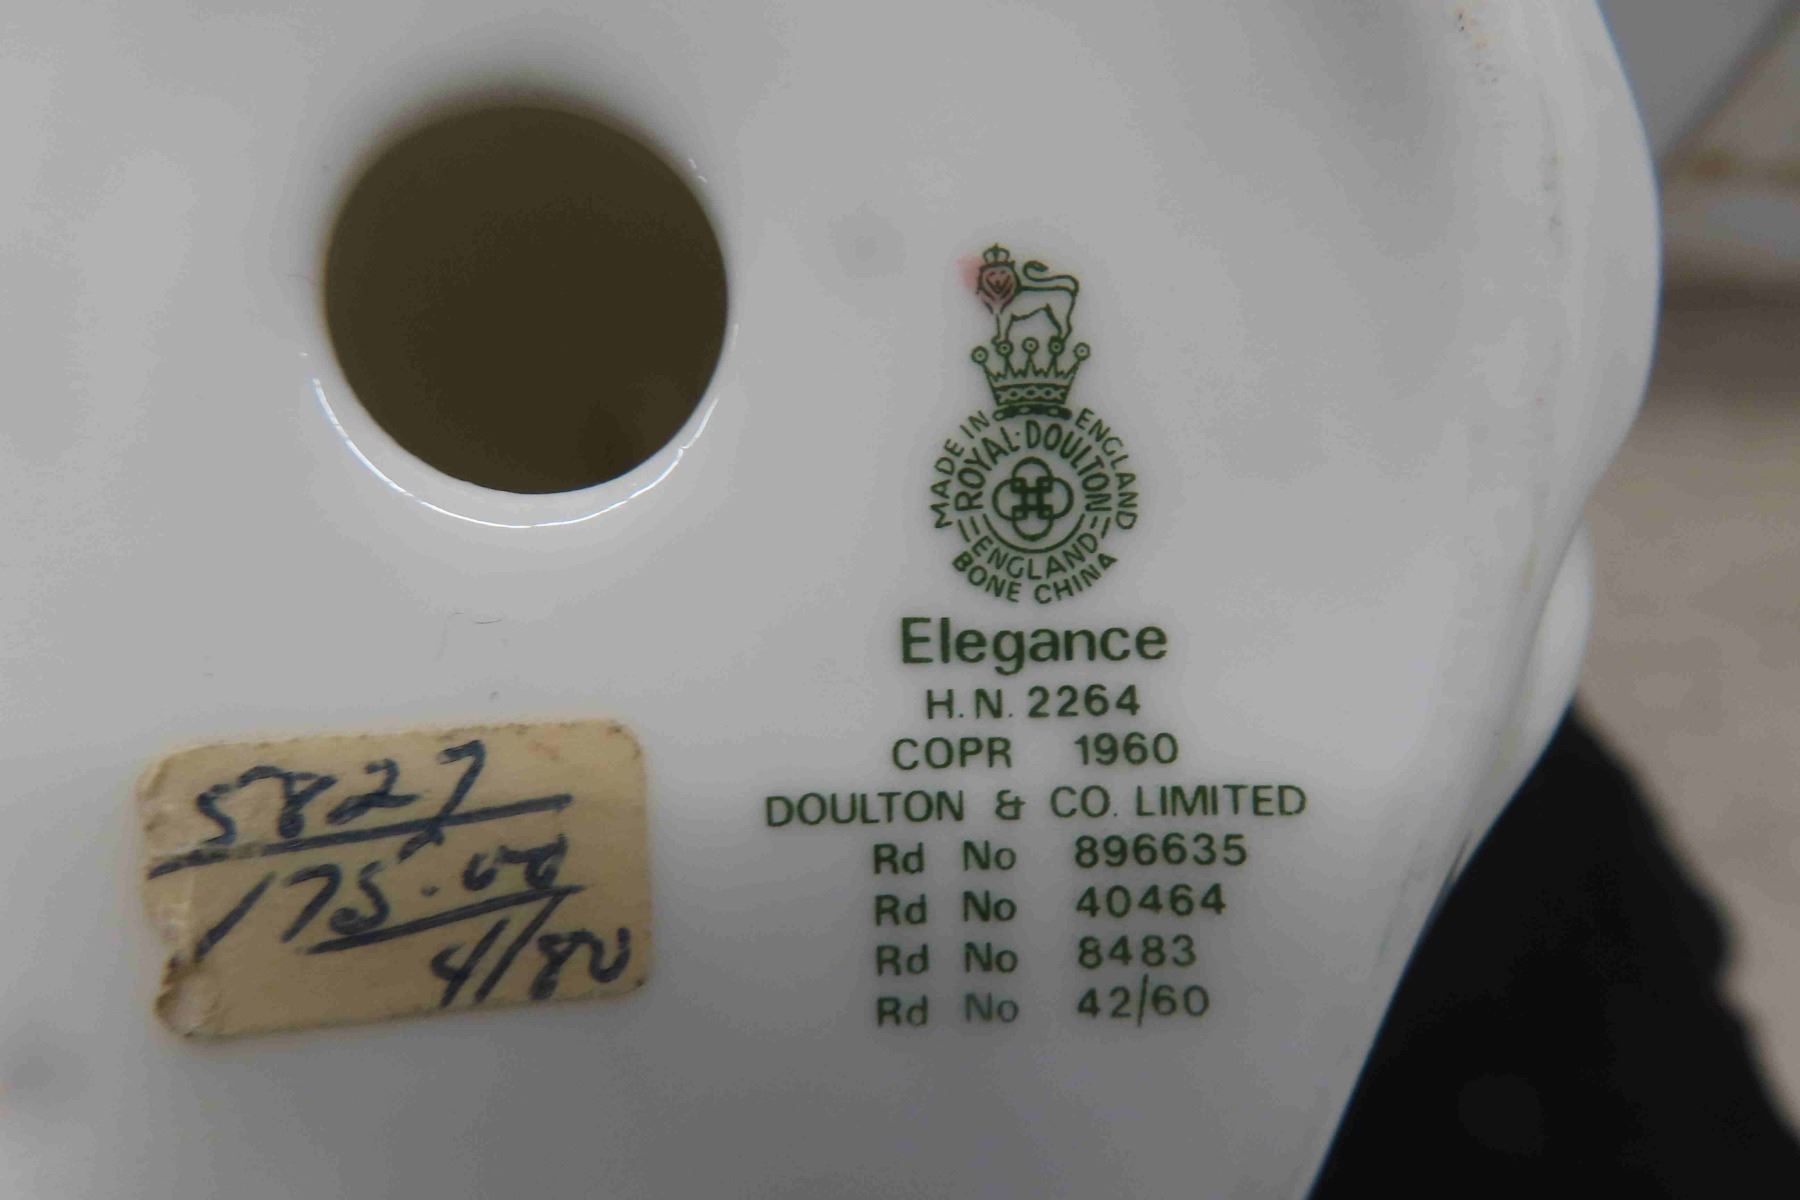 MADE IN ENGLAND
ROYAL·DOULTON
ENGLAND
BONE CHINA
Elegance
H.N. 2264
COPR 1960
DOULTON & CO. LIMITED
Rd No 896635
Rd No 40464
Rd No 8483
Rd No 42/60
5827
175.00
4/80